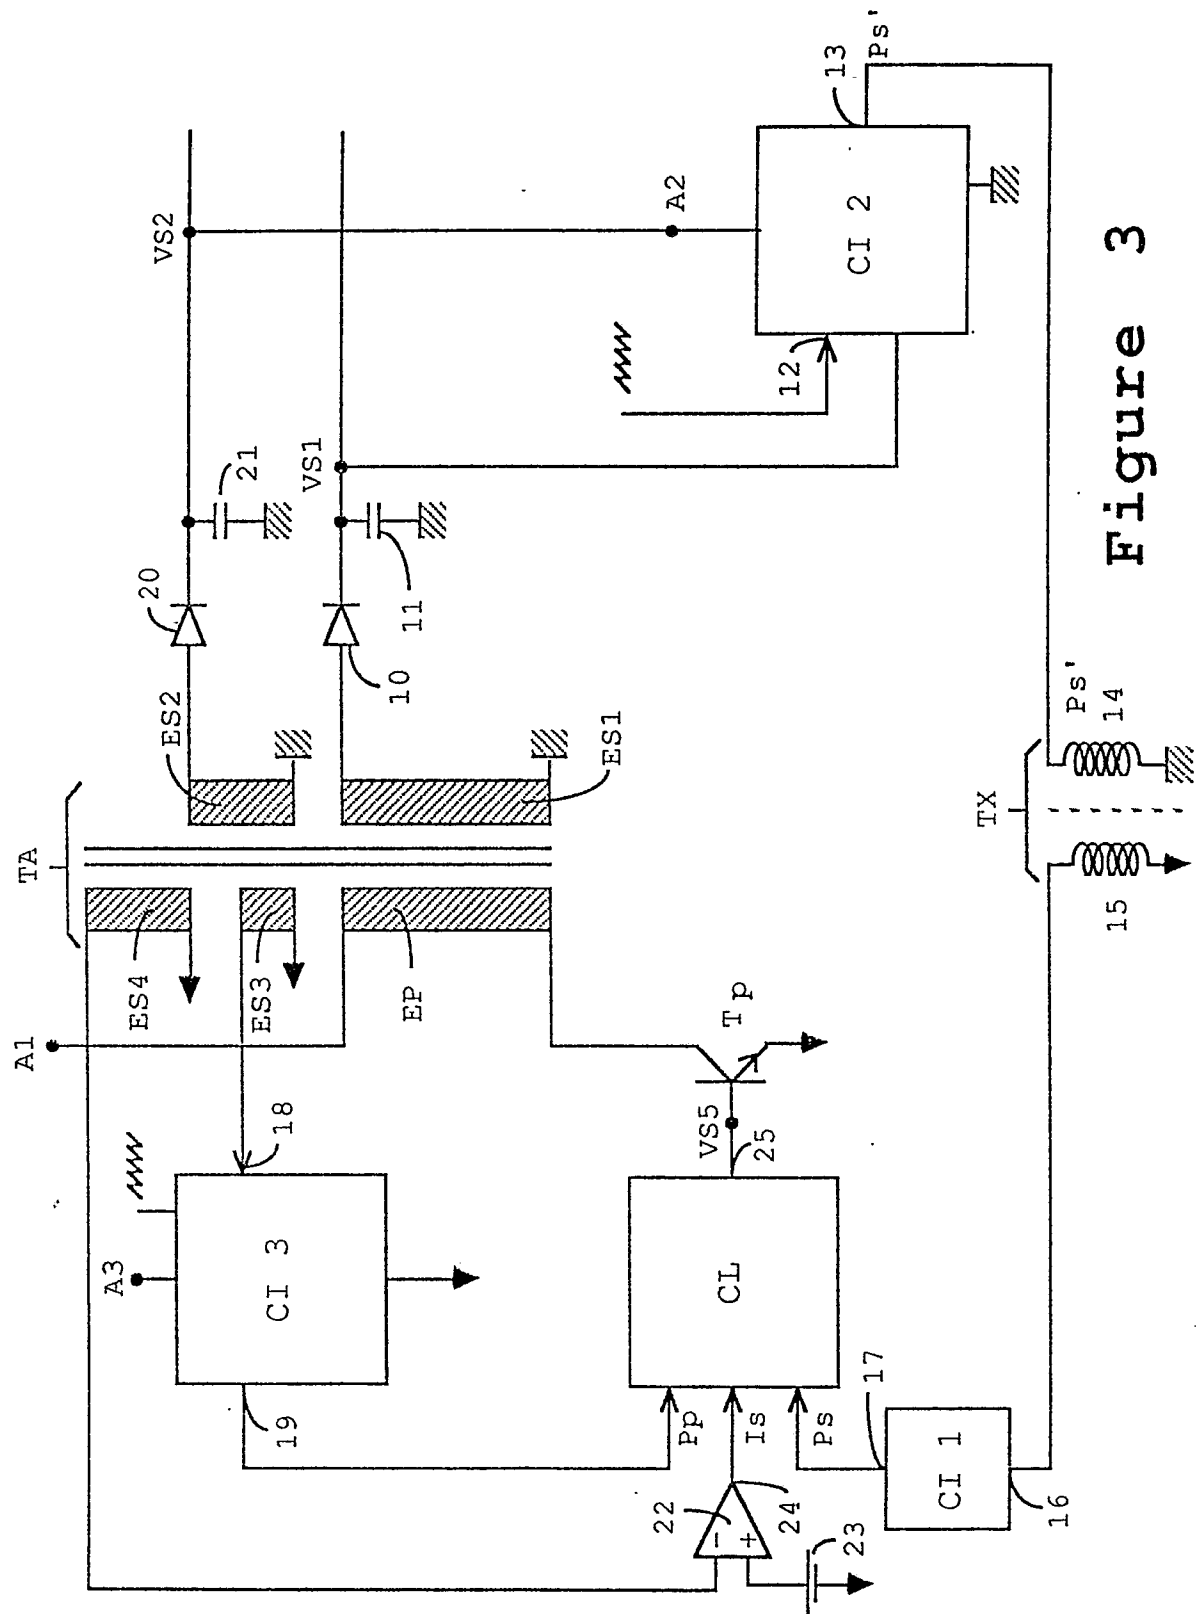 TA
A1
ES4
ES3
EP
ES2
ES1
20
10
21
11
VS2
VS1
A2
12
13
Ps'
CI 2
A3
18
CI 3
19
CL
VS5
25
Tp
Pp
Is
Ps
22
-
+
24
23
17
CI 1
16
TX
Ps'
14
15
Figure 3